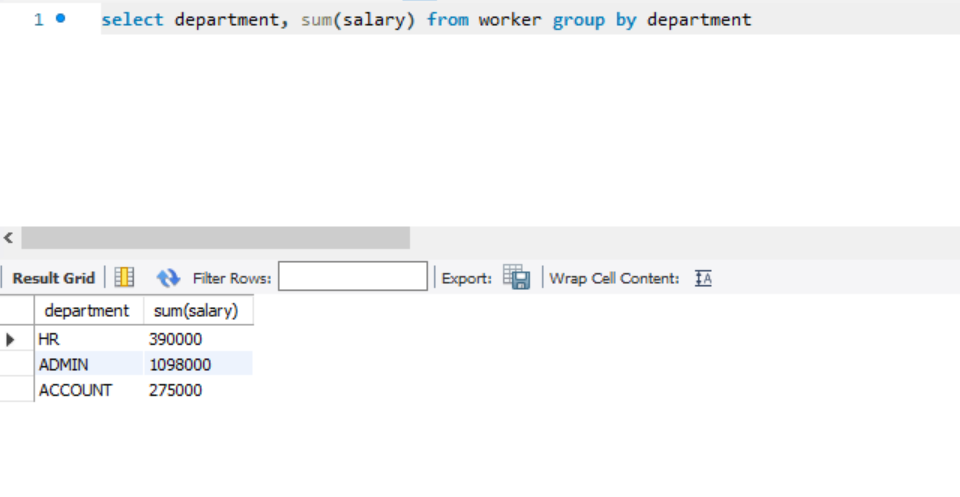 1 select department, sum(salary) from worker group by department
Result Grid Filter Rows: Export: Wrap Cell Content: IA
department sum(salary)
HR 390000
ADMIN 1098000
ACCOUNT 275000